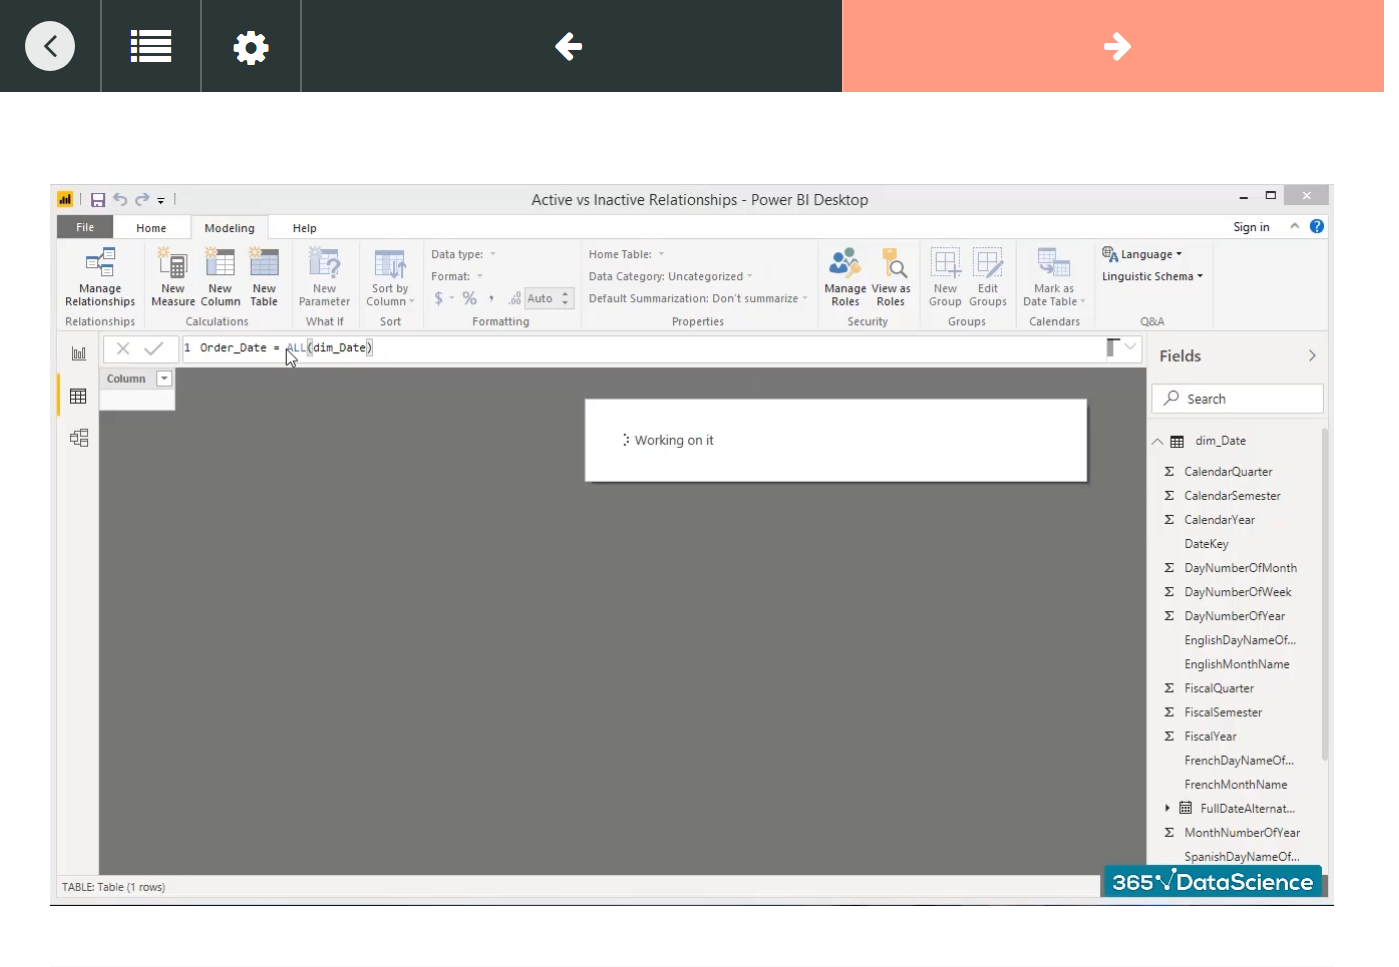 Active vs Inactive Relationships - Power BI Desktop
File Home Modeling Help Sign in
Manage Relationships
New Measure
New Column
New Table
New Parameter
Sort by Column
Data type:
Format:
$ % , .00 Auto
Home Table:
Data Category: Uncategorized
Default Summarization: Don't summarize
Manage Roles
View as Roles
New Group
Edit Groups
Mark as Date Table
Language
Linguistic Schema
Relationships Calculations What If Sort Formatting Properties Security Groups Calendars Q&A
1 Order_Date = ALL(dim_Date)
Column
Working on it
Fields
Search
dim_Date
Σ CalendarQuarter
Σ CalendarSemester
Σ CalendarYear
DateKey
Σ DayNumberOfMonth
Σ DayNumberOfWeek
Σ DayNumberOfYear
EnglishDayNameOf...
EnglishMonthName
Σ FiscalQuarter
Σ FiscalSemester
Σ FiscalYear
FrenchDayNameOf...
FrenchMonthName
FullDateAlternat...
Σ MonthNumberOfYear
SpanishDayNameOf...
TABLE: Table (1 rows)
365 DataScience